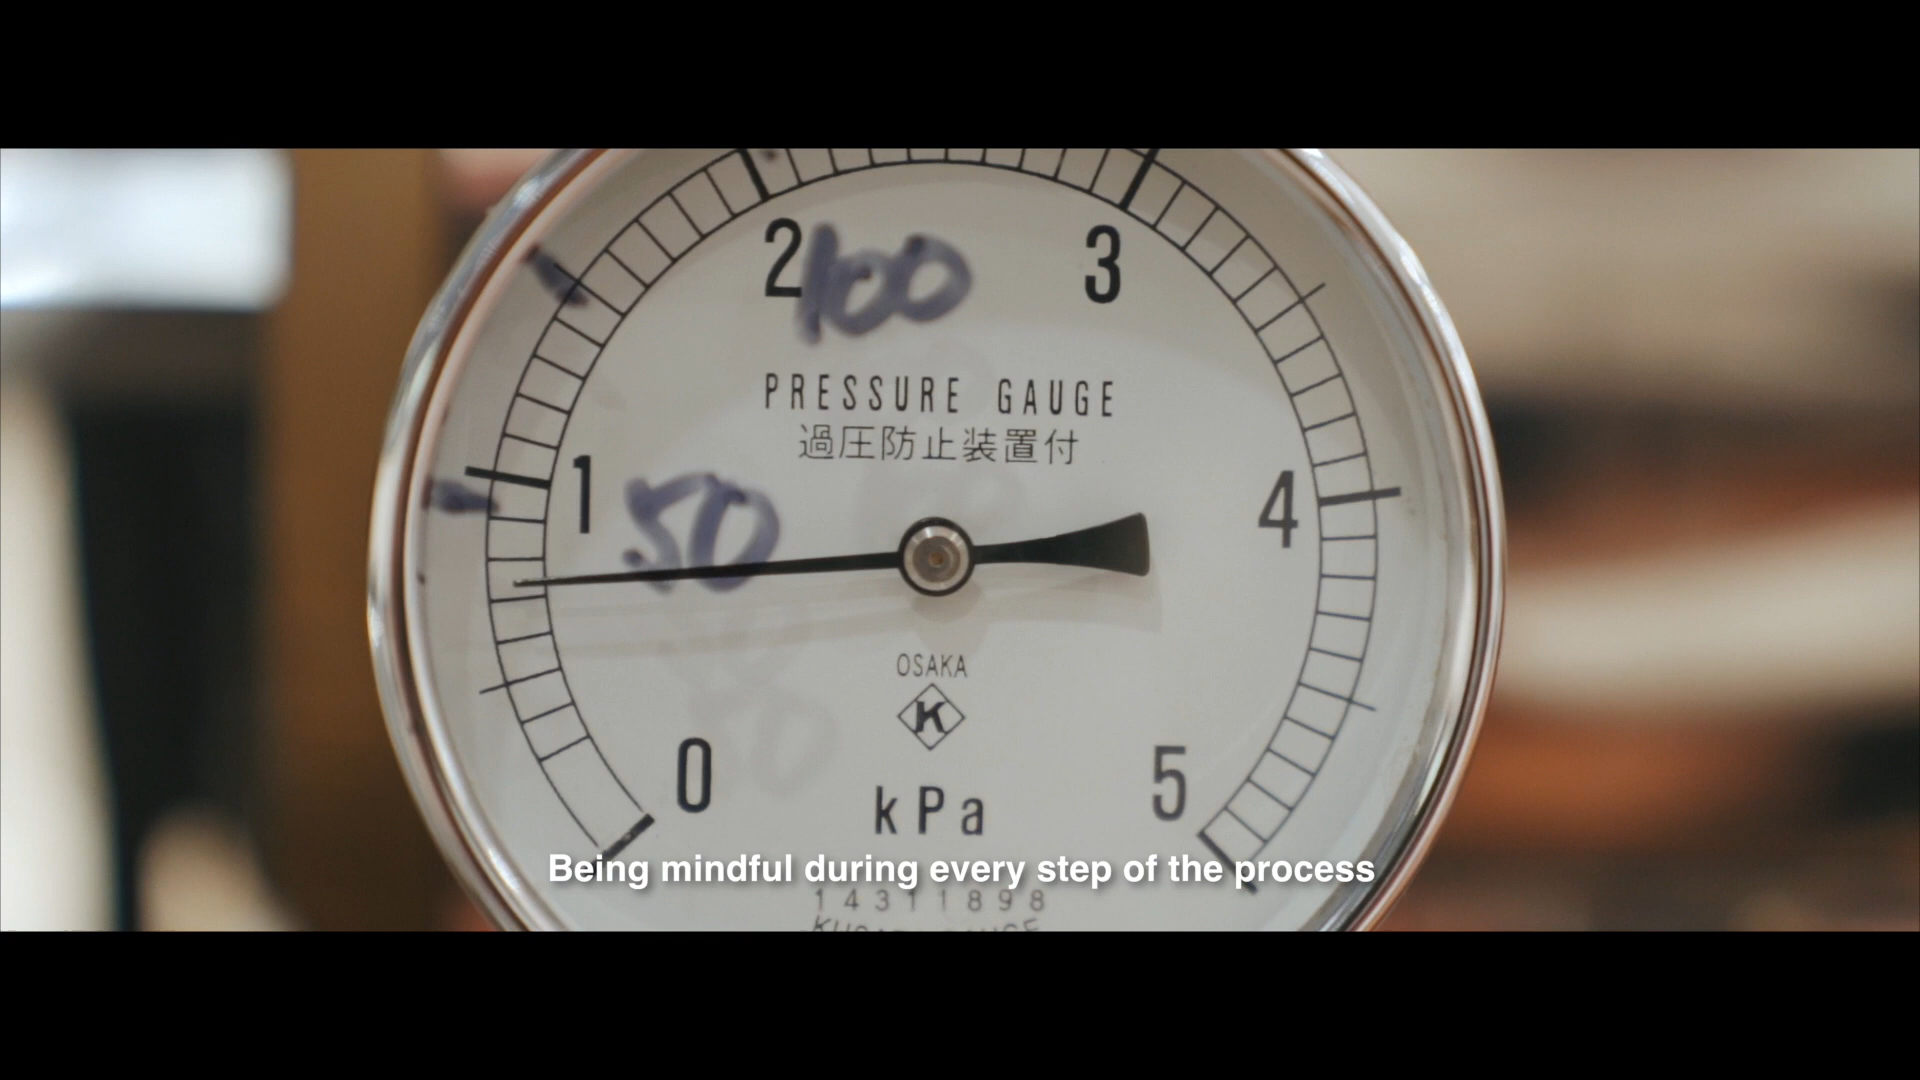 2 100 3
PRESSURE GAUGE
過圧防止装置付
1 50 4
OSAKA
K
0 5
kPa
Being mindful during every step of the process
14311898